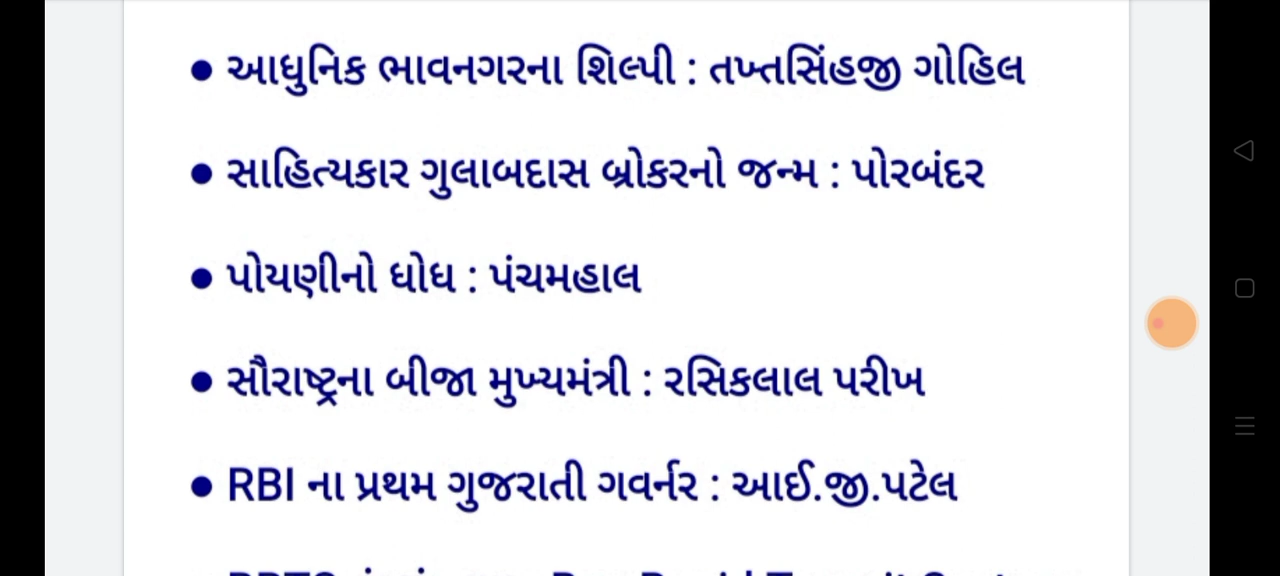 • આધુનિક ભાવનગરના શિલ્પી : તખ્તસિંહજી ગોહિલ
• સાહિત્યકાર ગુલાબદાસ બ્રોકરનો જન્મ : પોરબંદર
• પોયણીનો ધોધ : પંચમહાલ
• સૌરાષ્ટ્રના બીજા મુખ્યમંત્રી : રસિકલાલ પરીખ
• RBI ના પ્રથમ ગુજરાતી ગવર્નર : આઈ.જી.પટેલ